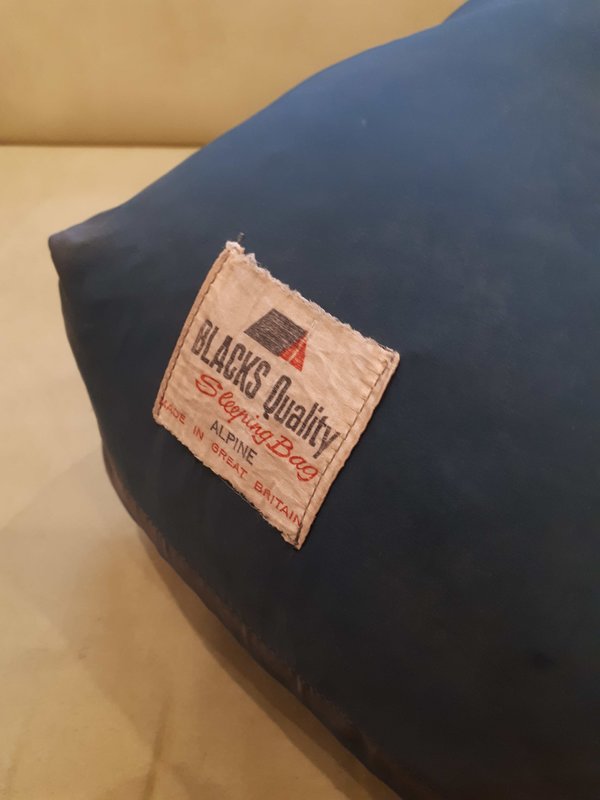 BLACKS Quality
Sleeping Bag
ALPINE
MADE IN GREAT BRITAIN